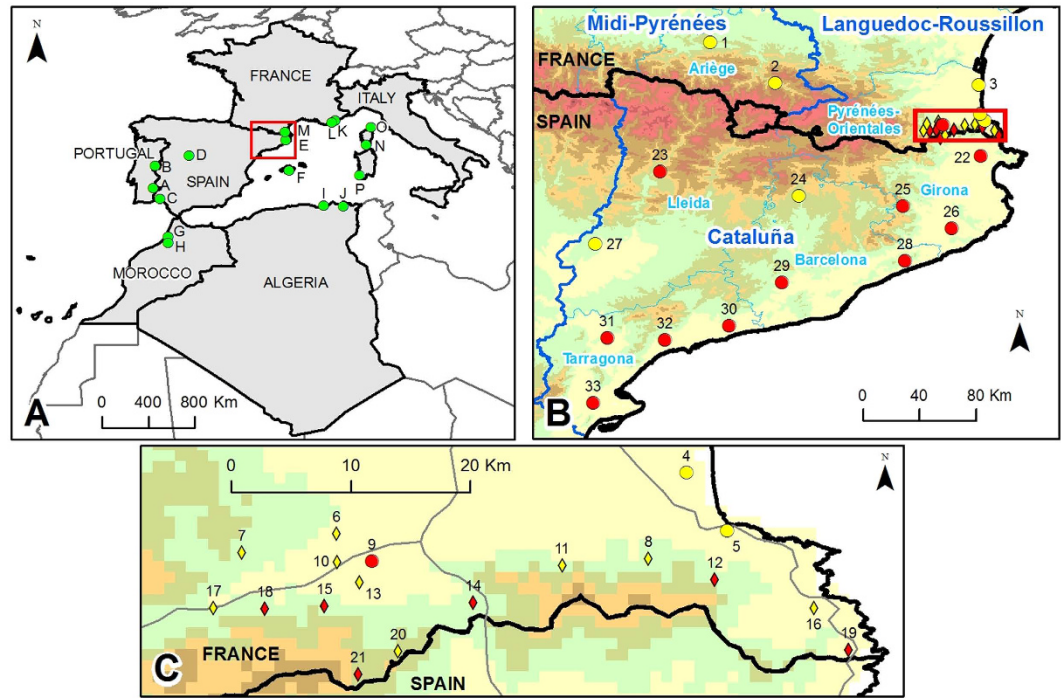 N
FRANCE
ITALY
L K
O
M
E
N
PORTUGAL
D
B
SPAIN
F
P
A
C
I J
G
H
MOROCCO
ALGERIA
0 400 800 Km
A
Midi-Pyrénées
Languedoc-Roussillon
1
Ariège
2
3
FRANCE
SPAIN
Pyrénées-
Orientales
22
23
24
25
Girona
Lleida
26
27
Cataluña
28
Barcelona
29
N
30
31
32
Tarragona
33
0 40 80 Km
B
0 10 20 Km
N
4
5
6
7
9
10
11
8
12
13
14
15
17
18
16
19
20
21
FRANCE
SPAIN
C